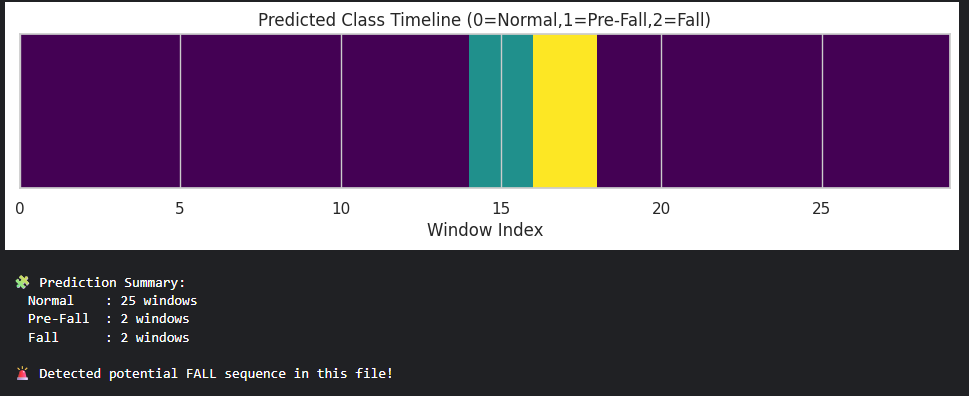 Predicted Class Timeline (0=Normal,1=Pre-Fall,2=Fall)
0 5 10 15 20 25
Window Index
🧩 Prediction Summary:
Normal    : 25 windows
Pre-Fall  : 2 windows
Fall      : 2 windows
🚨 Detected potential FALL sequence in this file!